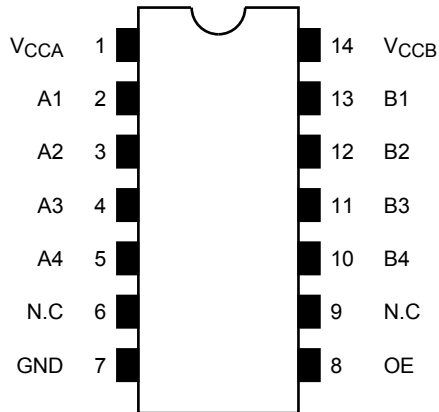 VCCA 1 14 VCCB
A1 2 13 B1
A2 3 12 B2
A3 4 11 B3
A4 5 10 B4
N.C 6 9 N.C
GND 7 8 OE